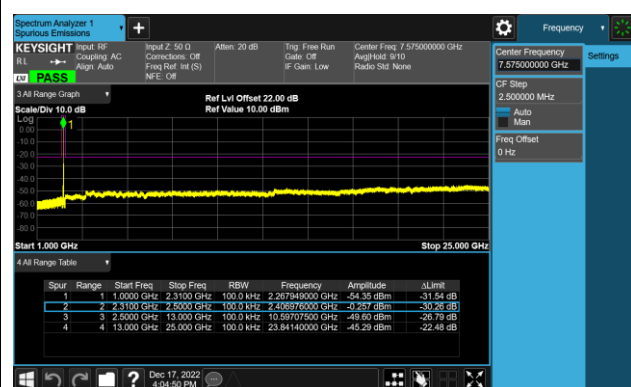 Spectrum Analyzer 1
Spurious Emissions
Frequency
KEYSIGHT
RL
PASS
Input: RF
Coupling: AC
Align: Auto
Input Z: 50 Ω
Corrections: Off
Freq Ref: Int (S)
NFE: Off
Atten: 20 dB
Trig: Free Run
Gate: Off
IF Gain: Low
Center Freq: 7.575000000 GHz
Avg|Hold: 9/10
Radio Std: None
Center Frequency
7.575000000 GHz
Settings
CF Step
2.500000 MHz
Auto
Man
Freq Offset
0 Hz
3 All Range Graph
Scale/Div 10.0 dB
Ref Lvl Offset 22.00 dB
Ref Value 10.00 dBm
Log
1
0.00
-10.0
-20.0
-30.0
-40.0
-50.0
-60.0
-70.0
-80.0
Start 1.000 GHz
Stop 25.000 GHz
4 All Range Table
Spur Range Start Freq Stop Freq RBW Frequency Amplitude ΔLimit
1 1 1.0000 GHz 2.3100 GHz 100.0 kHz 2.267949000 GHz -54.35 dBm -31.54 dB
2 2 2.3100 GHz 2.5000 GHz 100.0 kHz 2.406976000 GHz -0.257 dBm -30.26 dB
3 3 2.5000 GHz 13.000 GHz 100.0 kHz 10.59707500 GHz -49.60 dBm -26.79 dB
4 4 13.000 GHz 25.000 GHz 100.0 kHz 23.84140000 GHz -45.29 dBm -22.48 dB
?
Dec 17, 2022
4:04:50 PM